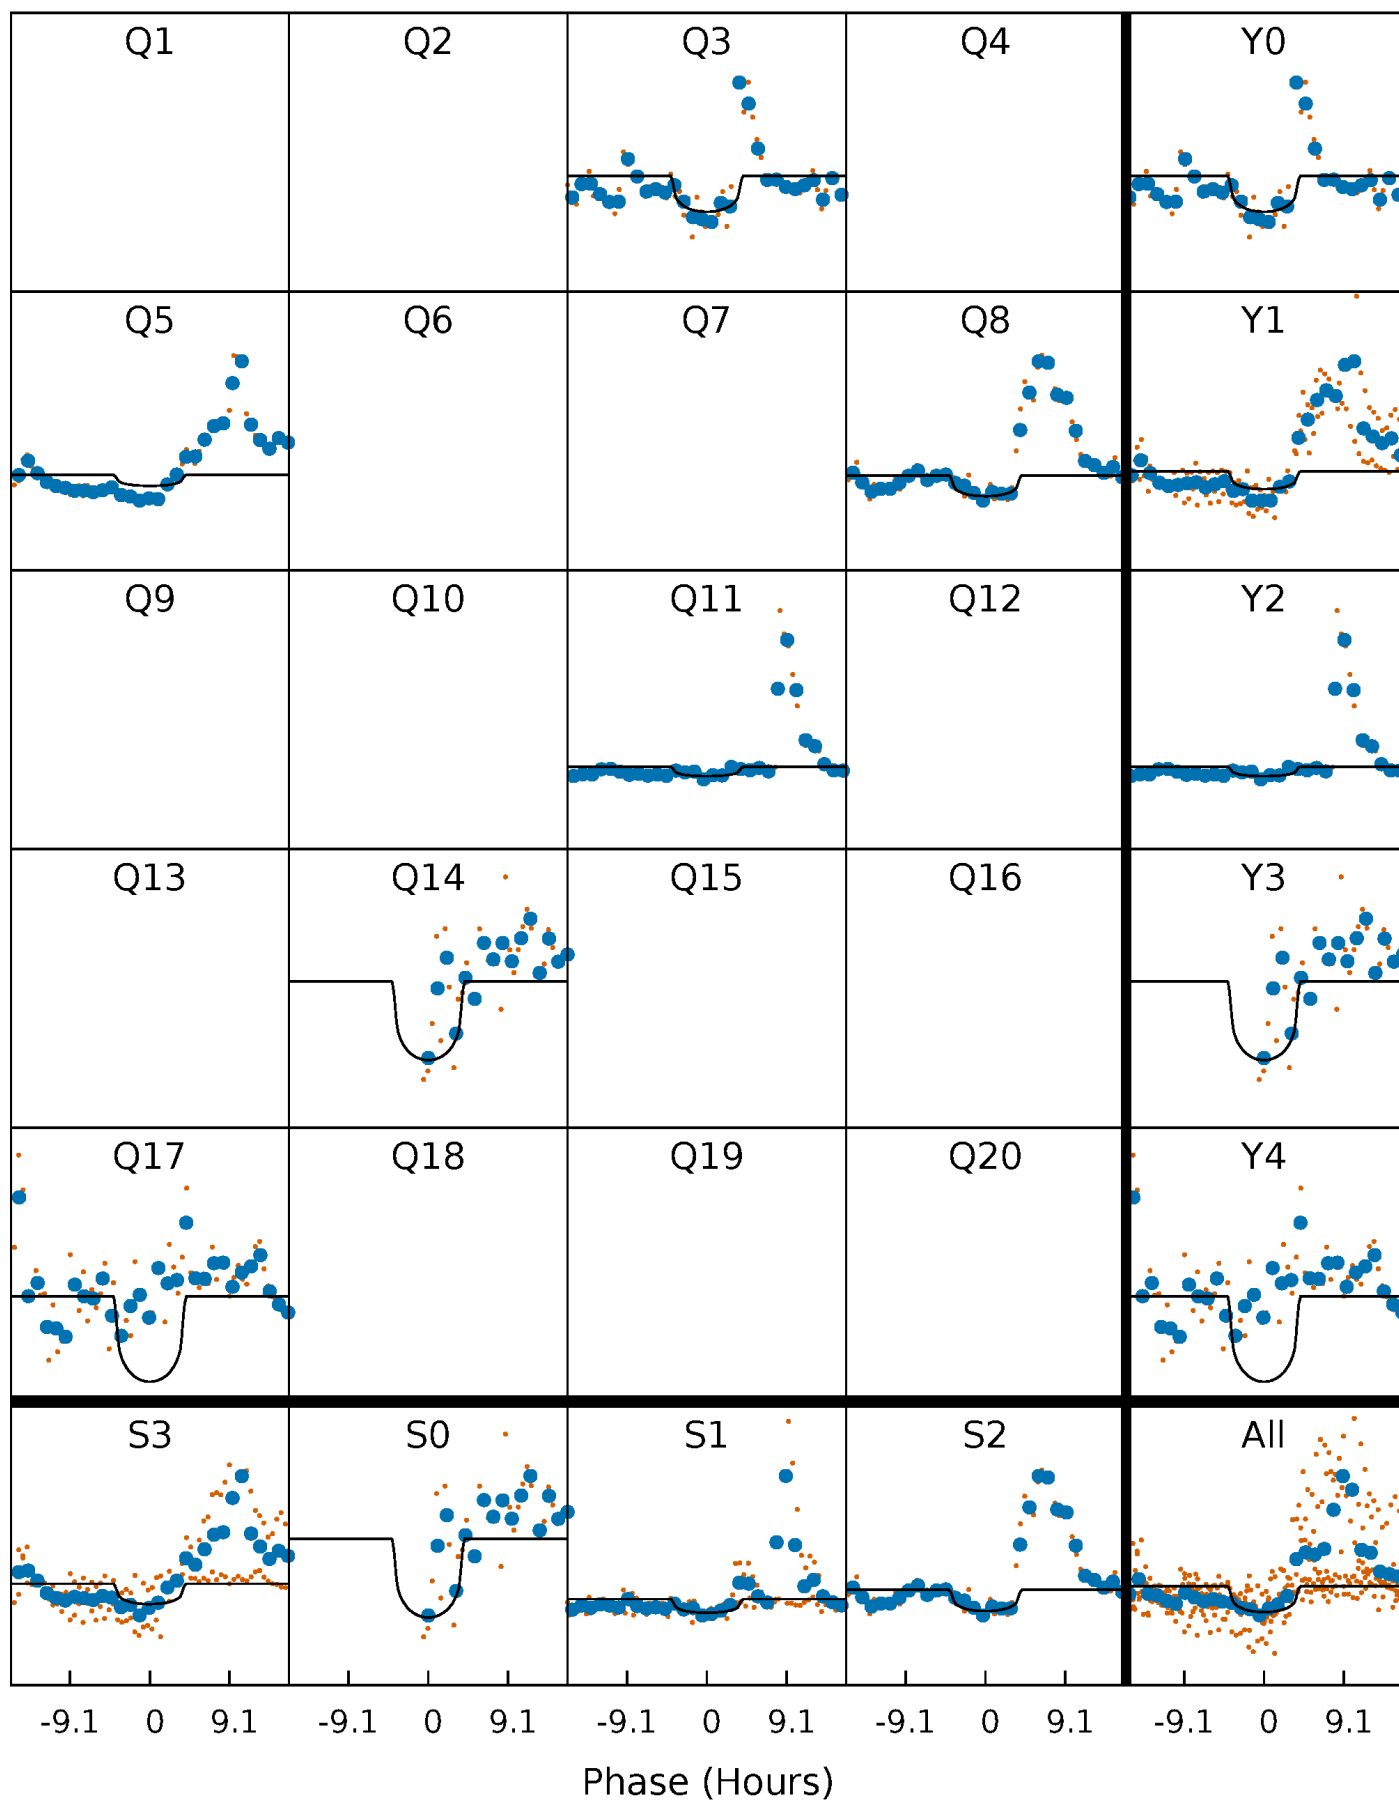 Q1 Q2 Q3 Q4 Y0
Q5 Q6 Q7 Q8 Y1
Q9 Q10 Q11 Q12 Y2
Q13 Q14 Q15 Q16 Y3
Q17 Q18 Q19 Q20 Y4
S3 S0 S1 S2 All
-9.1 0 9.1 -9.1 0 9.1 -9.1 0 9.1 -9.1 0 9.1 -9.1 0 9.1
Phase (Hours)